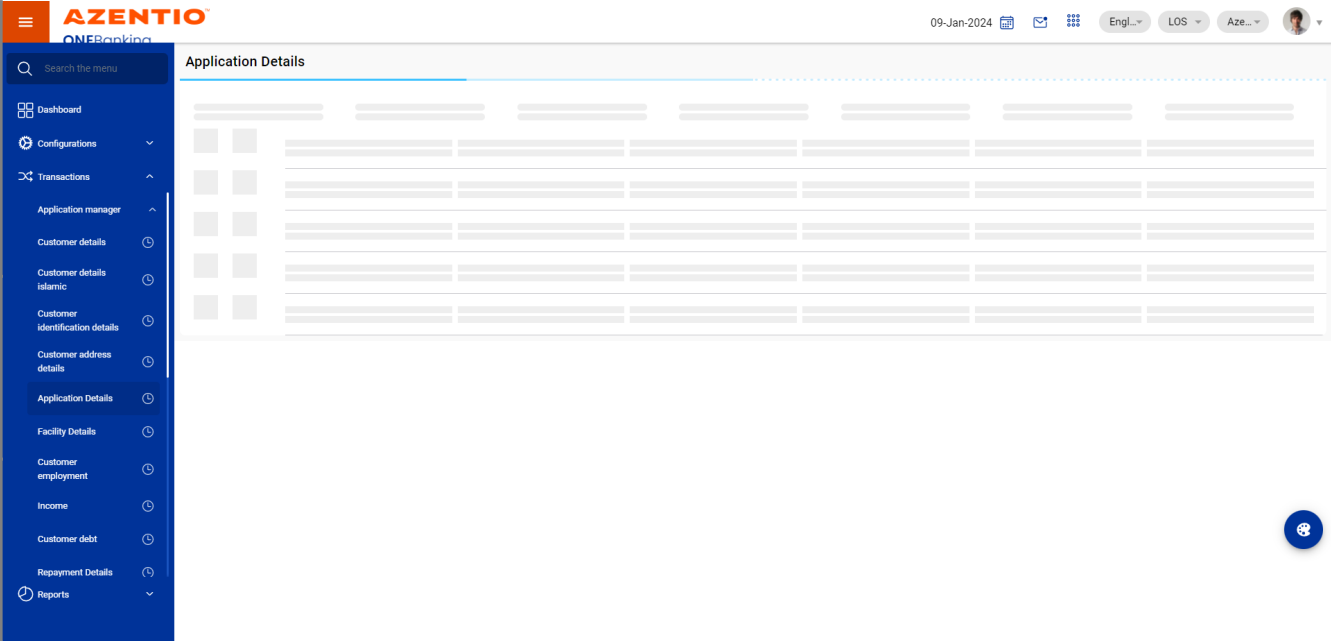 AZENTIO™
ONEBanking
09-Jan-2024
Engl...
LOS
Aze...
Search the menu
Application Details
Dashboard
Configurations
Transactions
Application manager
Customer details
Customer details
islamic
Customer
identification details
Customer address
details
Application Details
Facility Details
Customer
employment
Income
Customer debt
Repayment Details
Reports